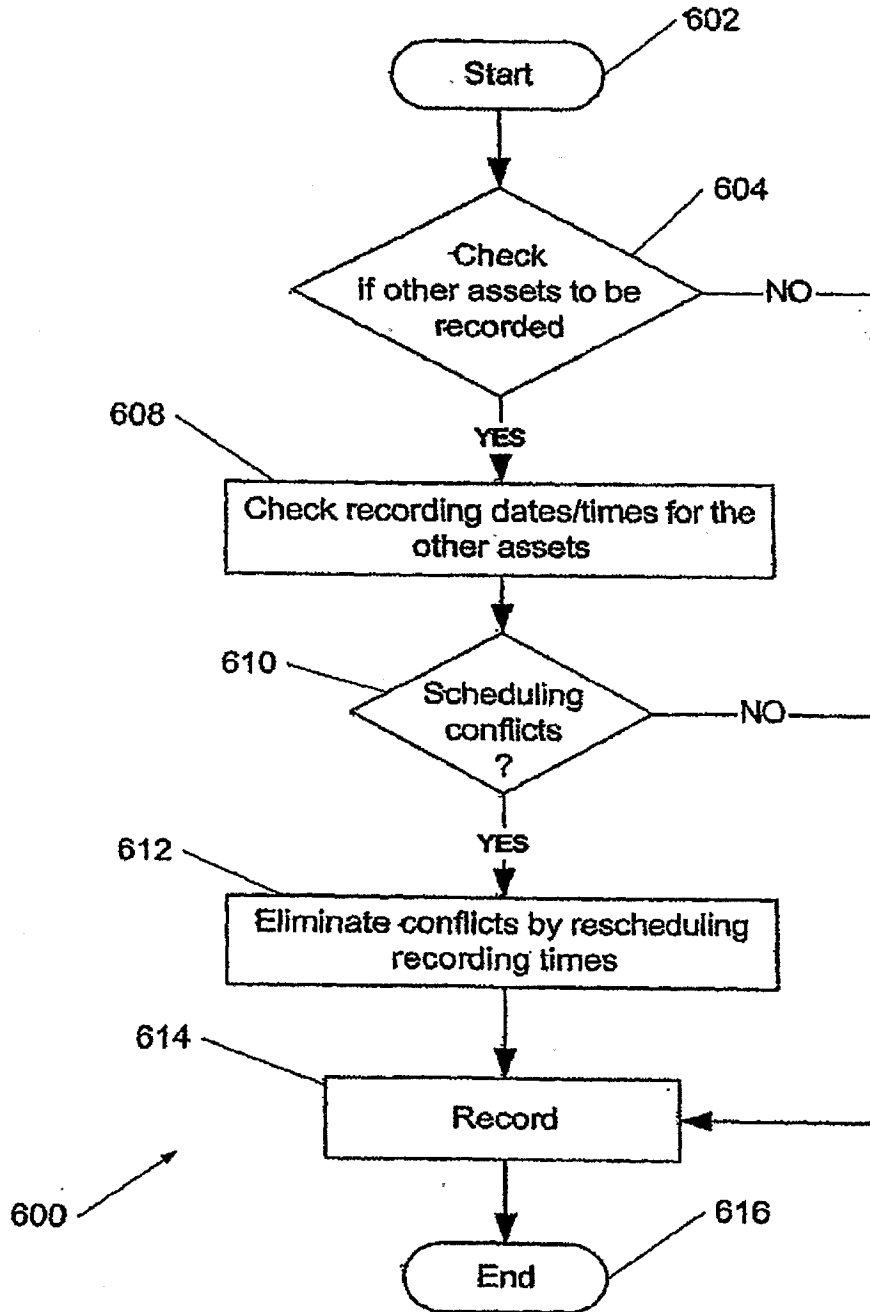 602
Start
604
Check
if other assets to be
recorded
NO
608
YES
Check recording dates/times for the
other assets
610
Scheduling
conflicts
?
NO
YES
612
Eliminate conflicts by rescheduling
recording times
614
Record
600
616
End